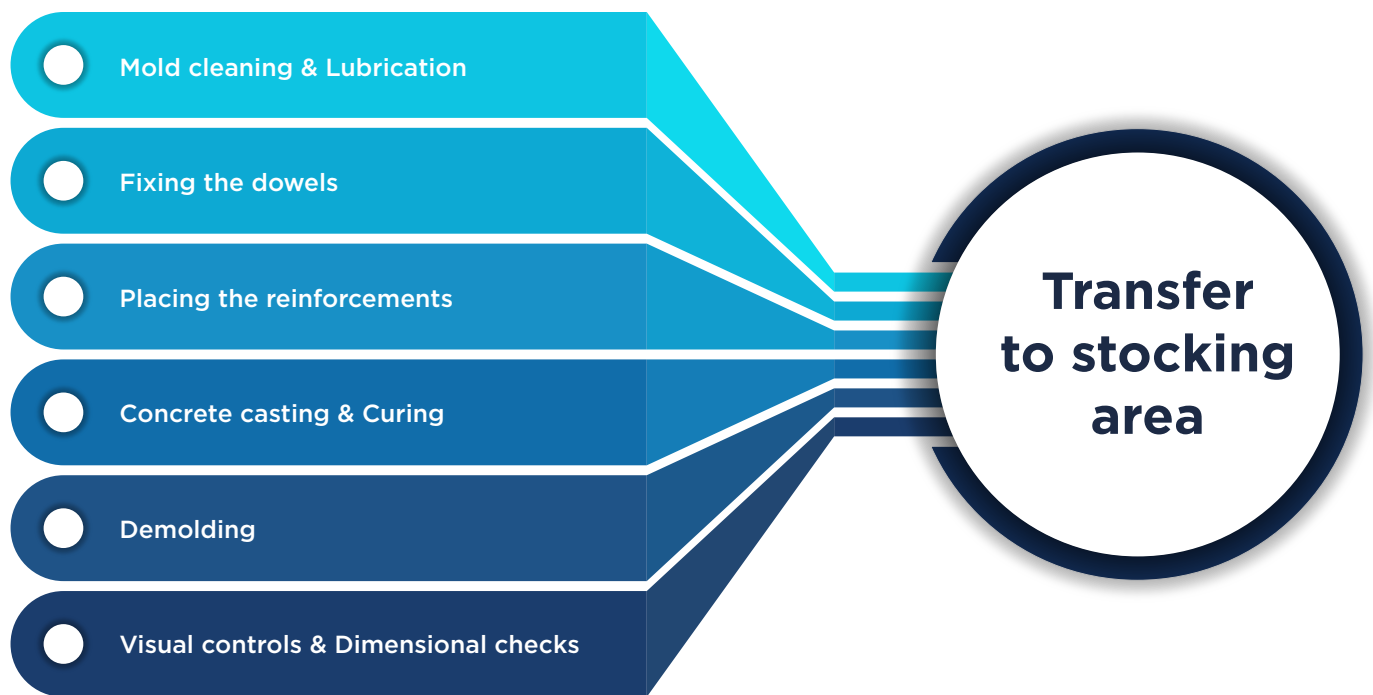 Mold cleaning & Lubrication
Fixing the dowels
Placing the reinforcements
Concrete casting & Curing
Demolding
Visual controls & Dimensional checks
Transfer
to stocking
area